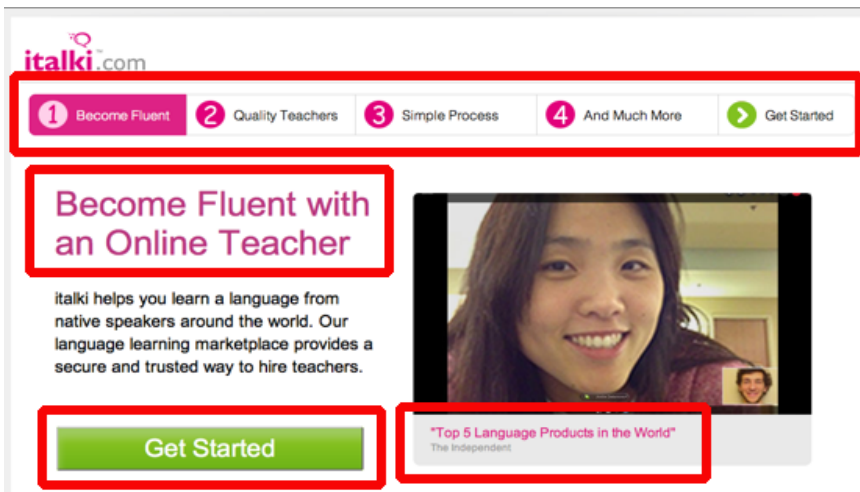 italki.com
1 Become Fluent 2 Quality Teachers 3 Simple Process 4 And Much More Get Started
Become Fluent with
an Online Teacher
italki helps you learn a language from
native speakers around the world. Our
language learning marketplace provides a
secure and trusted way to hire teachers.
Get Started
"Top 5 Language Products in the World"
The Independent